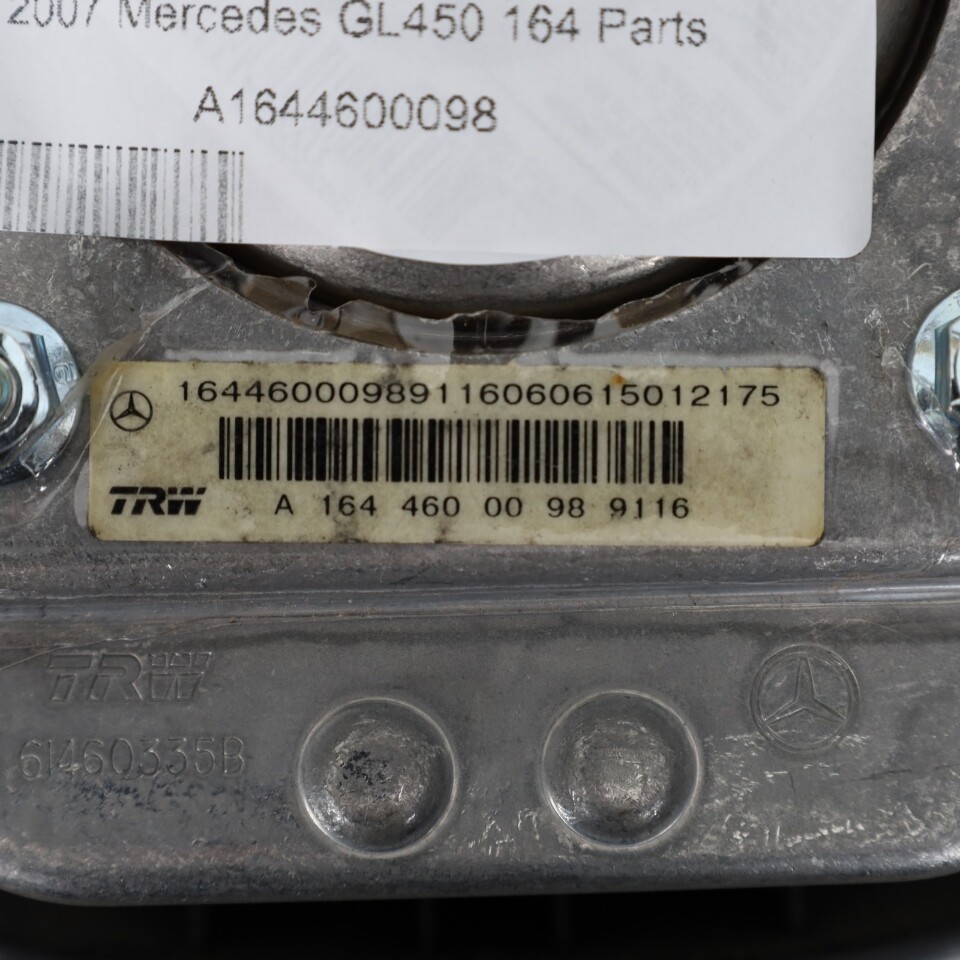 2007 Mercedes GL450 164 Parts
A1644600098
16446000989116060615012175
TRW
A 164 460 00 98 9116
TRW
61460335B